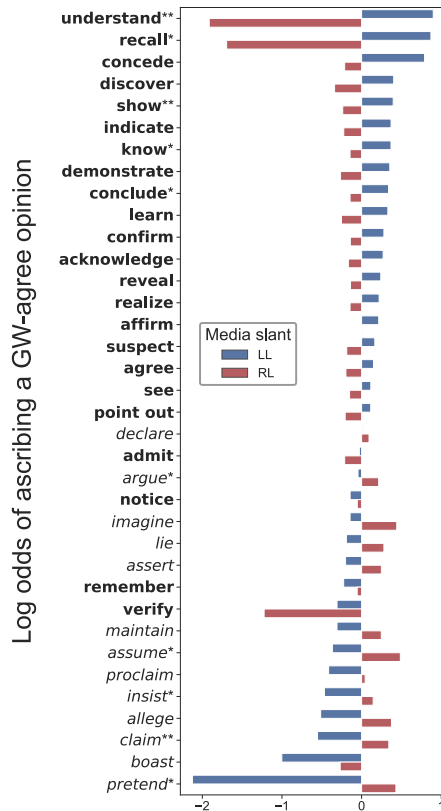 Log odds of ascribing a GW-agree opinion
understand**
recall*
concede
discover
show**
indicate
know*
demonstrate
conclude*
learn
confirm
acknowledge
reveal
realize
affirm
suspect
agree
see
point out
declare
admit
argue*
notice
imagine
lie
assert
remember
verify
maintain
assume*
proclaim
insist*
allege
claim**
boast
pretend*
Media slant
LL
RL
−2 −1 0 1